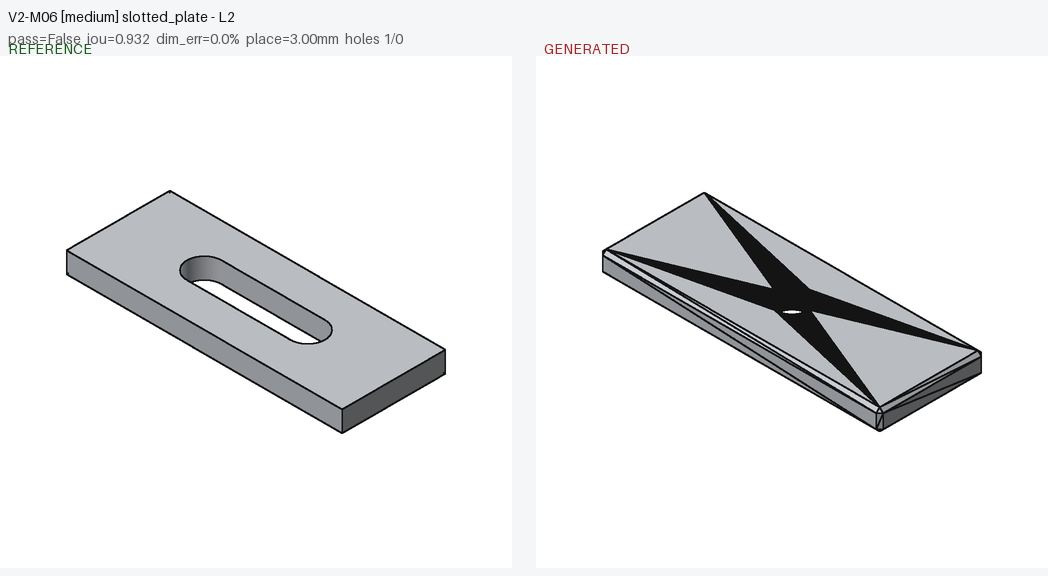 V2-M06 [medium] slotted_plate - L2
pass=False iou=0.932 dim_err=0.0% place=3.00mm holes 1/0
REFERENCE
GENERATED